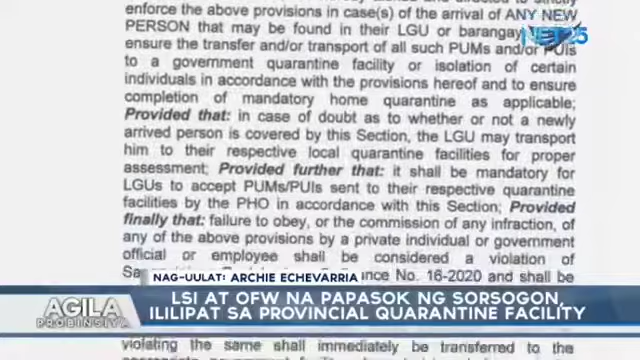 enforce the above provisions in case(s) of the arrival of ANY NEW
PERSON that may be found in their LGU or barangay
NET25
ensure the transfer and/or transport of all such PUMs and/or PUIs
to a government quarantine facility or isolation of certain
individuals in accordance with the provisions hereof and to ensure
completion of mandatory home quarantine as applicable;
Provided that: in case of doubt as to whether or not a newly
arrived person is covered by this Section, the LGU may transport
him to their respective local quarantine facilities for proper
assessment; Provided further that: it shall be mandatory for
LGUs to accept PUMs/PUIs sent to their respective quarantine
facilities by the PHO in accordance with this Section; Provided
finally that: failure to obey, or the commission of any infraction,
of any of the above provisions by a private individual or government
official or employee shall be considered a violation of
No. 16-2020 and shall be
NAG-UULAT: ARCHIE ECHEVARRIA
AGILA
PROBINSIYA
LSI AT OFW NA PAPASOK NG SORSOGON,
ILILIPAT SA PROVINCIAL QUARANTINE FACILITY
violating the same shall immediately be transferred to the